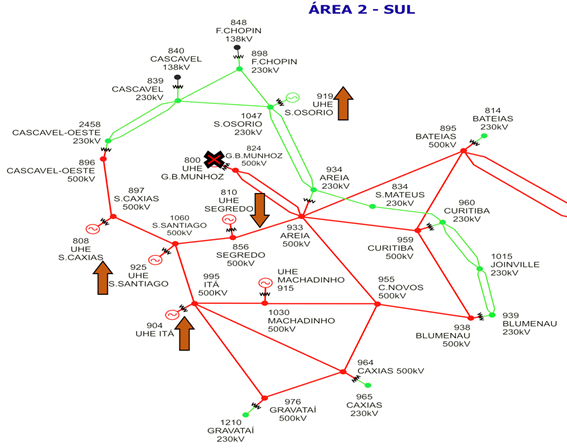 ÁREA 2 - SUL
848
F.CHOPIN
138kV
840
CASCAVEL
138kV
898
F.CHOPIN
230kV
839
CASCAVEL
230kV
919
UHE
S.OSORIO
1047
S.OSORIO
230kV
2458
CASCAVEL-OESTE
230kV
896
CASCAVEL-OESTE
500kV
814
BATEIAS
230kV
895
BATEIAS
500kV
824
G.B.MUNHOZ
500kV
800
UHE
G.B.MUNHOZ
934
AREIA
230kV
834
S.MATEUS
230kV
810
UHE
SEGREDO
897
S.CAXIAS
500kV
960
CURITIBA
230kV
1060
S.SANTIAGO
500kV
933
AREIA
500kV
959
CURITIBA
500kV
808
UHE
S.CAXIAS
856
SEGREDO
500kV
925
UHE
S.SANTIAGO
1015
JOINVILLE
230kV
995
ITÁ
500KV
UHE
MACHADINHO
915
955
C.NOVOS
500kV
904
UHE ITÁ
1030
MACHADINHO
500kV
938
BLUMENAU
500kV
939
BLUMENAU
230kV
964
CAXIAS 500kV
965
CAXIAS
230kV
976
GRAVATAÍ
500kV
1210
GRAVATAÍ
230kV